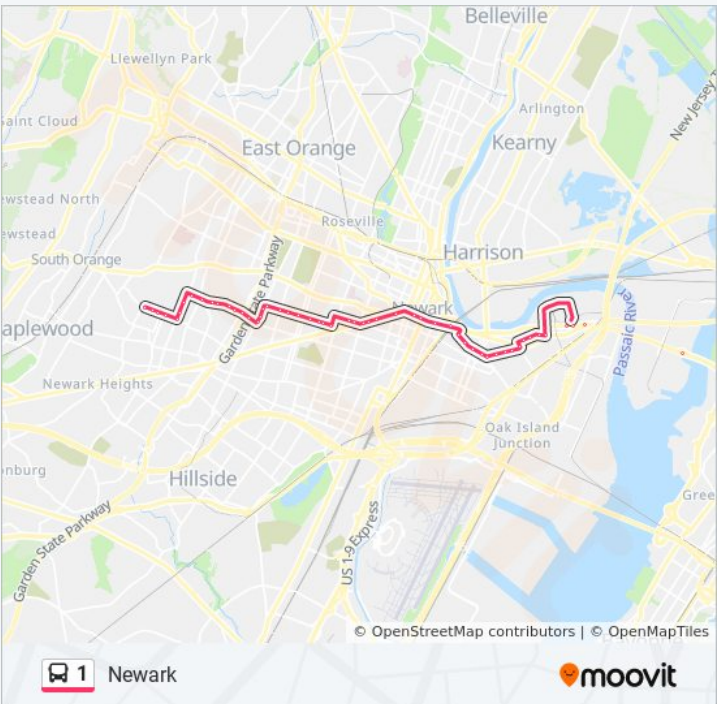 Belleville
Llewellyn Park
Arlington
New Jersey T
Saint Cloud
Kearny
East Orange
ewstead North
Roseville
ewstead
South Orange
Harrison
Garden State Parkway
Newark
Passaic River
aplewood
Newark Heights
Oak Island
Junction
onburg
Hillside
Gree
Garden State Parkway
US 1-9 Express
© OpenStreetMap contributors | © OpenMapTiles
1 Newark
moovit